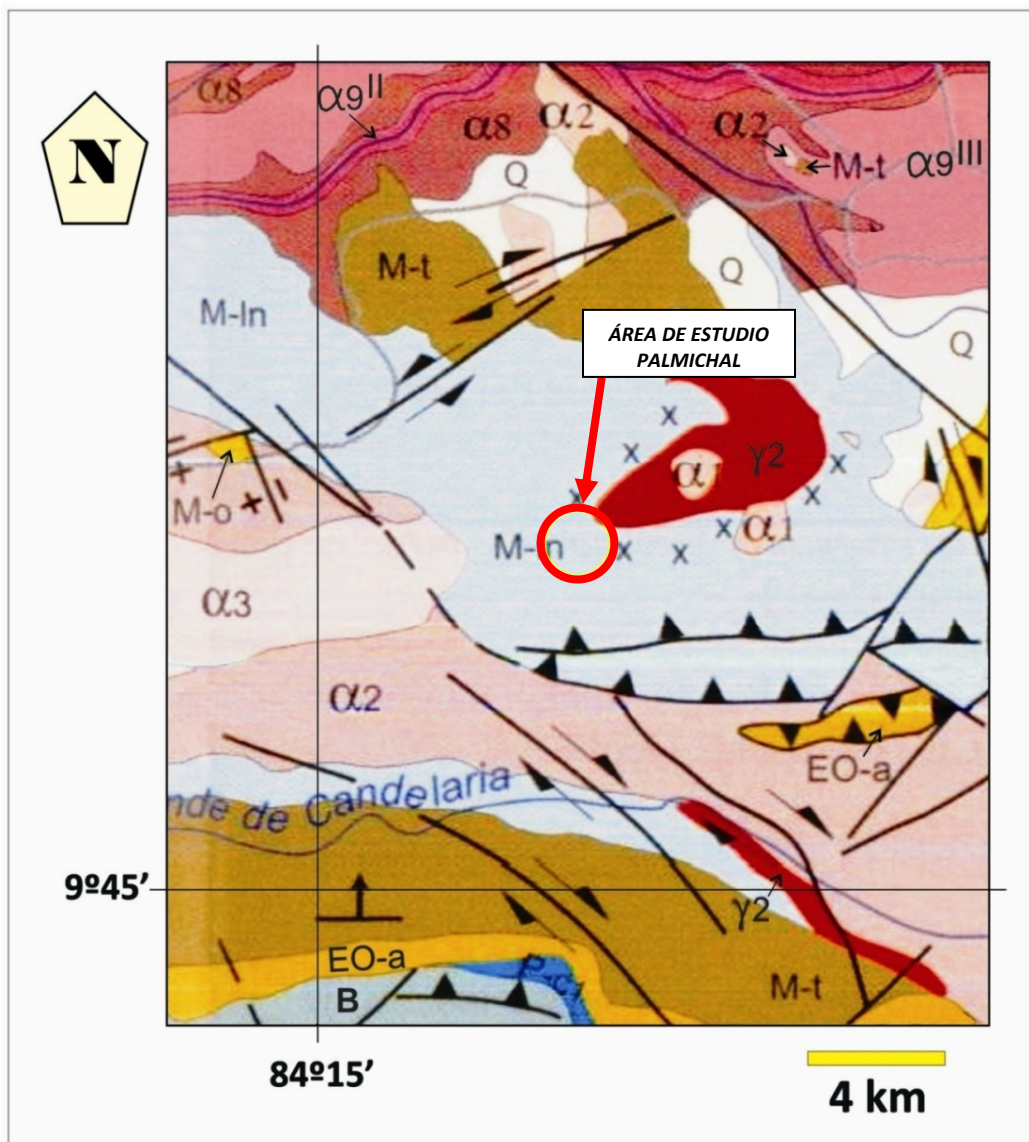 N
α8
α9II
α8
α2
α2
M-t
α9III
Q
M-t
Q
M-In
Q
ÁREA DE ESTUDIO
PALMICHAL
γ2
α1
M-o
M-In
α1
α3
α2
EO-a
nde de Candelaria
9º45'
γ2
EO-a
M-t
B
84º15'
4 km